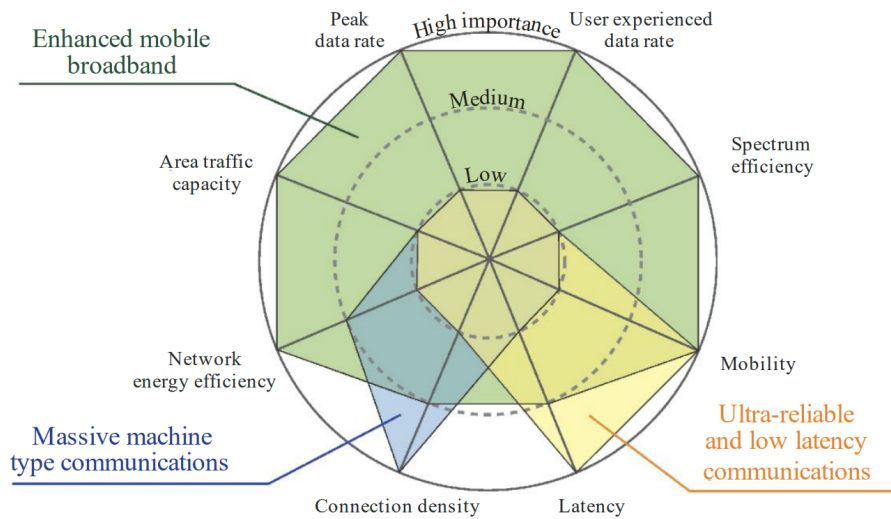 Peak
data rate
High importance
User experienced
data rate
Enhanced mobile
broadband
Medium
Area traffic
capacity
Low
Spectrum
efficiency
Network
energy efficiency
Mobility
Massive machine
type communications
Ultra-reliable
and low latency
communications
Connection density
Latency